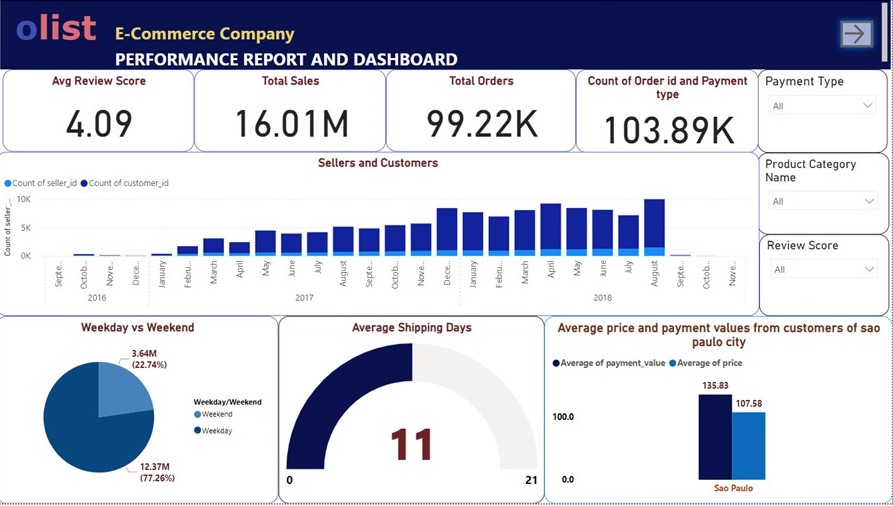 olist
E-Commerce Company
PERFORMANCE REPORT AND DASHBOARD
Avg Review Score
4.09
Total Sales
16.01M
Total Orders
99.22K
Count of Order id and Payment
type
103.89K
Payment Type
All
Product Category
Name
All
Review Score
All
Sellers and Customers
Count of seller_id Count of customer_id
Count of seller_...
10K
5K
0K
Septe... Octob... Nove... Dece... January Febru... March April May June July August Septe... Octob... Nove... Dece... January Febru... March April May June July August Septe... Octob... Nove...
2016 2017 2018
Weekday vs Weekend
3.64M
(22.74%)
Weekday/Weekend
Weekend
Weekday
12.37M
(77.26%)
Average Shipping Days
11
0 21
Average price and payment values from customers of sao
paulo city
Average of payment_value Average of price
135.83
107.58
100.0
0.0
Sao Paulo